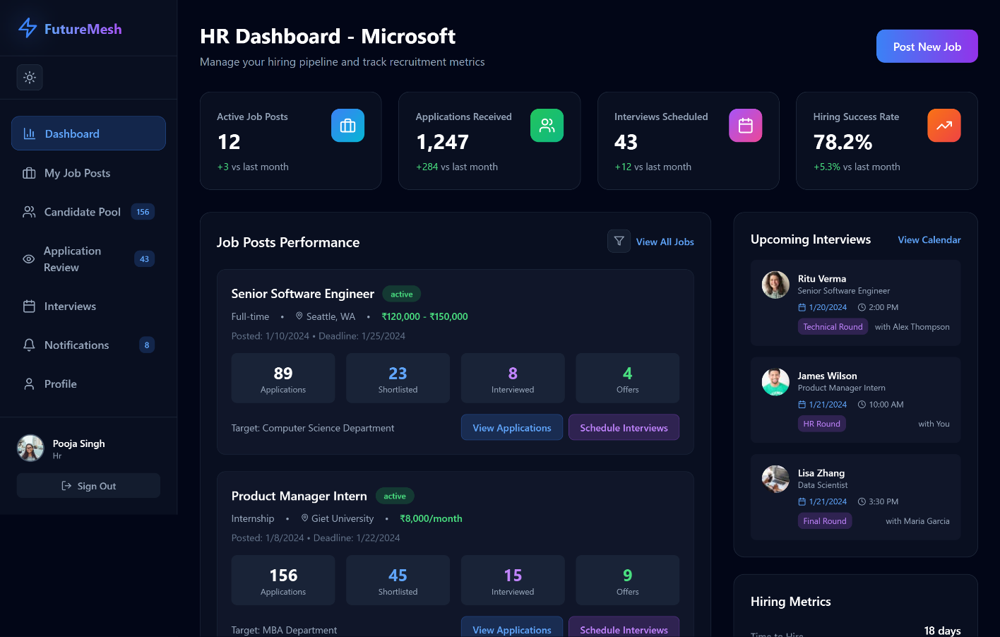 FutureMesh
Dashboard
My Job Posts
Candidate Pool 156
Application
Review 43
Interviews
Notifications 8
Profile
Pooja Singh
Hr
Sign Out
HR Dashboard - Microsoft
Manage your hiring pipeline and track recruitment metrics
Post New Job
Active Job Posts
12
+3 vs last month
Applications Received
1,247
+284 vs last month
Interviews Scheduled
43
+12 vs last month
Hiring Success Rate
78.2%
+5.3% vs last month
Job Posts Performance
View All Jobs
Senior Software Engineer active
Full-time • Seattle, WA • ₹120,000 - ₹150,000
Posted: 1/10/2024 • Deadline: 1/25/2024
89 23 8 4
Applications Shortlisted Interviewed Offers
Target: Computer Science Department View Applications Schedule Interviews
Product Manager Intern active
Internship • Giet University • ₹8,000/month
Posted: 1/8/2024 • Deadline: 1/22/2024
156 45 15 9
Applications Shortlisted Interviewed Offers
Target: MBA Department View Applications Schedule Interviews
Upcoming Interviews View Calendar
Ritu Verma
Senior Software Engineer
1/20/2024 2:00 PM
Technical Round with Alex Thompson
James Wilson
Product Manager Intern
1/21/2024 10:00 AM
HR Round with You
Lisa Zhang
Data Scientist
1/21/2024 3:30 PM
Final Round with Maria Garcia
Hiring Metrics
Time to Hire 18 days